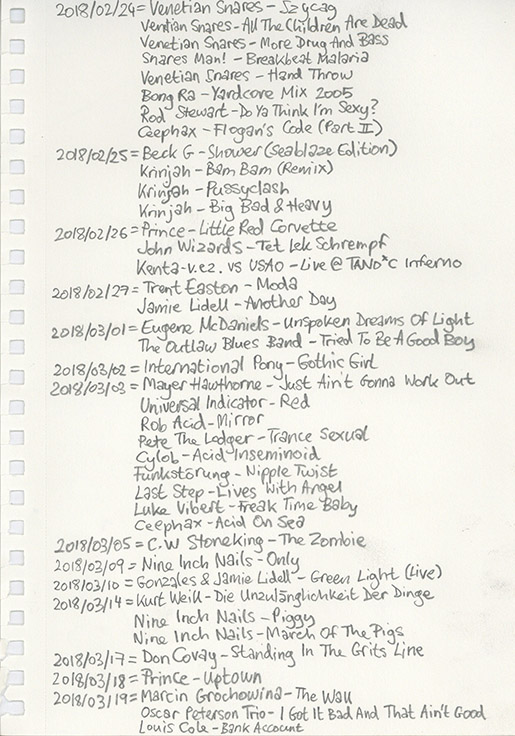 2018/02/24 = Venetian Snares - Szycag
Ventian Snares - All The Children Are Dead
Venetian Snares - More Drug And Bass
Snares Man! - Breakbeat Malaria
Venetian Snares - Hand Throw
Bong Ra - Yardcore Mix 2005
Rod Stewart - Do Ya Think I'm Sexy?
Ceephax - Flogan's Code (Part II)
2018/02/25 = Beck G - Shower (Seablaze Edition)
Krinjah - Bam Bam (Remix)
Krinjah - Pussyclash
Krinjah - Big Bad & Heavy
2018/02/26 = Prince - Little Red Corvette
John Wizards - Tet Lek Schrempf
Kenta-v.ez. vs USAO - Live @ TANO*C Inferno
2018/02/27 = Trent Easton - Moda
Jamie Lidell - Another Day
2018/03/01 = Eugene McDaniels - Unspoken Dreams Of Light
The Outlaw Blues Band - Tried To Be A Good Boy
2018/03/02 = International Pony - Gothic Girl
2018/03/03 = Mayer Hawthorne - Just Ain't Gonna Work Out
Universal Indicator - Red
Rob Acid - Mirror
Pete The Lodger - Trance Sexual
Cylob - Acid Inseminoid
Funkstörung - Nipple Twist
Last Step - Lives With Angel
Luke Vibert - Freak Time Baby
Ceephax - Acid On Sea
2018/03/05 = C.W Stoneking - The Zombie
2018/03/09 = Nine Inch Nails - Only
2018/03/10 = Gonzales & Jamie Lidell - Green Light (Live)
2018/03/14 = Kurt Weill - Die Unzulänglichkeit Der Dinge
Nine Inch Nails - Piggy
Nine Inch Nails - March Of The Pigs
2018/03/17 = Don Covay - Standing In The Grits Line
2018/03/18 = Prince - Uptown
2018/03/19 = Marcin Grochowina - The Wall
Oscar Peterson Trio - I Got It Bad And That Ain't Good
Louis Cole - Bank Account